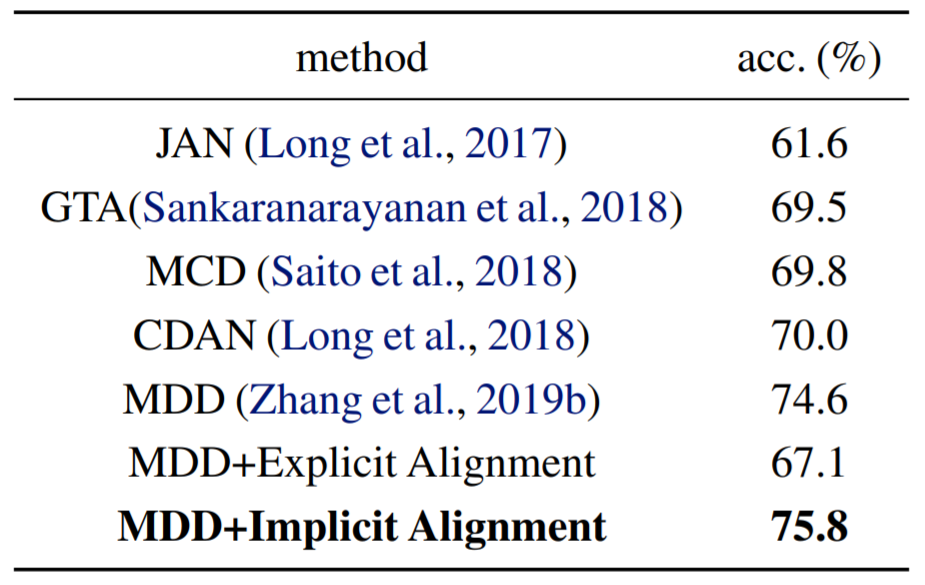 method acc. (%)
JAN (Long et al., 2017) 61.6
GTA(Sankaranarayanan et al., 2018) 69.5
MCD (Saito et al., 2018) 69.8
CDAN (Long et al., 2018) 70.0
MDD (Zhang et al., 2019b) 74.6
MDD+Explicit Alignment 67.1
MDD+Implicit Alignment 75.8